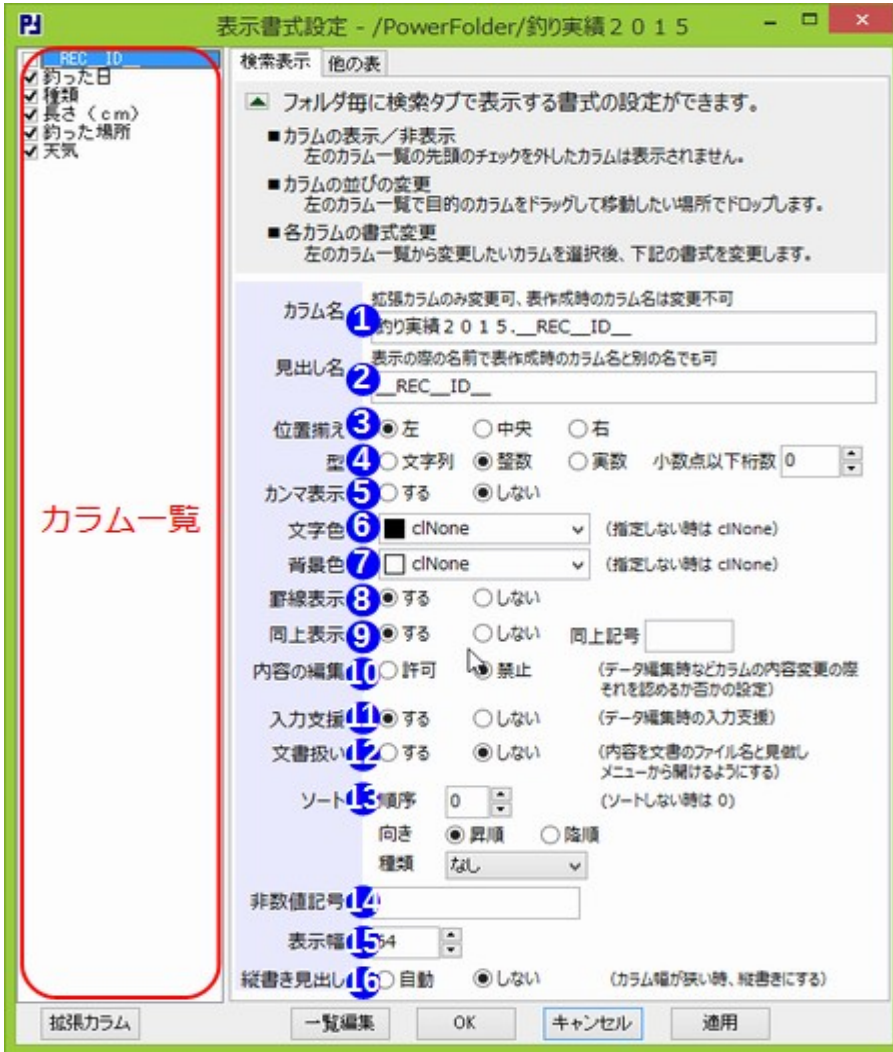 表示書式設定 - /PowerFolder/釣り実績2015
__REC__ID__
釣った日
種類
長さ(cm)
釣った場所
天気
カラム一覧
検索表示 他の表
フォルダ毎に検索タブで表示する書式の設定ができます。
■カラムの表示/非表示
左のカラム一覧の先頭のチェックを外したカラムは表示されません。
■カラムの並びの変更
左のカラム一覧で目的のカラムをドラッグして移動したい場所でドロップします。
■各カラムの書式変更
左のカラム一覧から変更したいカラムを選択後、下記の書式を変更します。
拡張カラムのみ変更可、表作成時のカラム名は変更不可
カラム名 1 釣り実績2015.__REC__ID__
表示の際の名前で表作成時のカラム名と別の名でも可
見出し名 2 __REC__ID__
位置揃え 3 左 中央 右
型 4 文字列 整数 実数 小数点以下桁数 0
カンマ表示 5 する しない
文字色 6 clNone (指定しない時は clNone)
背景色 7 clNone (指定しない時は clNone)
罫線表示 8 する しない
同上表示 9 する しない 同上記号
内容の編集 10 許可 禁止 (データ編集時などカラムの内容変更の際
それを認めるか否かの設定)
入力支援 11 する しない (データ編集時の入力支援)
文書扱い 12 する しない (内容を文書のファイル名と見做し
メニューから開けるようにする)
ソート 13 順序 0 (ソートしない時は 0)
向き 昇順 降順
種類 なし
非数値記号 14
表示幅 15 64
縦書き見出し 16 自動 しない (カラム幅が狭い時、縦書きにする)
拡張カラム 一覧編集 OK キャンセル 適用